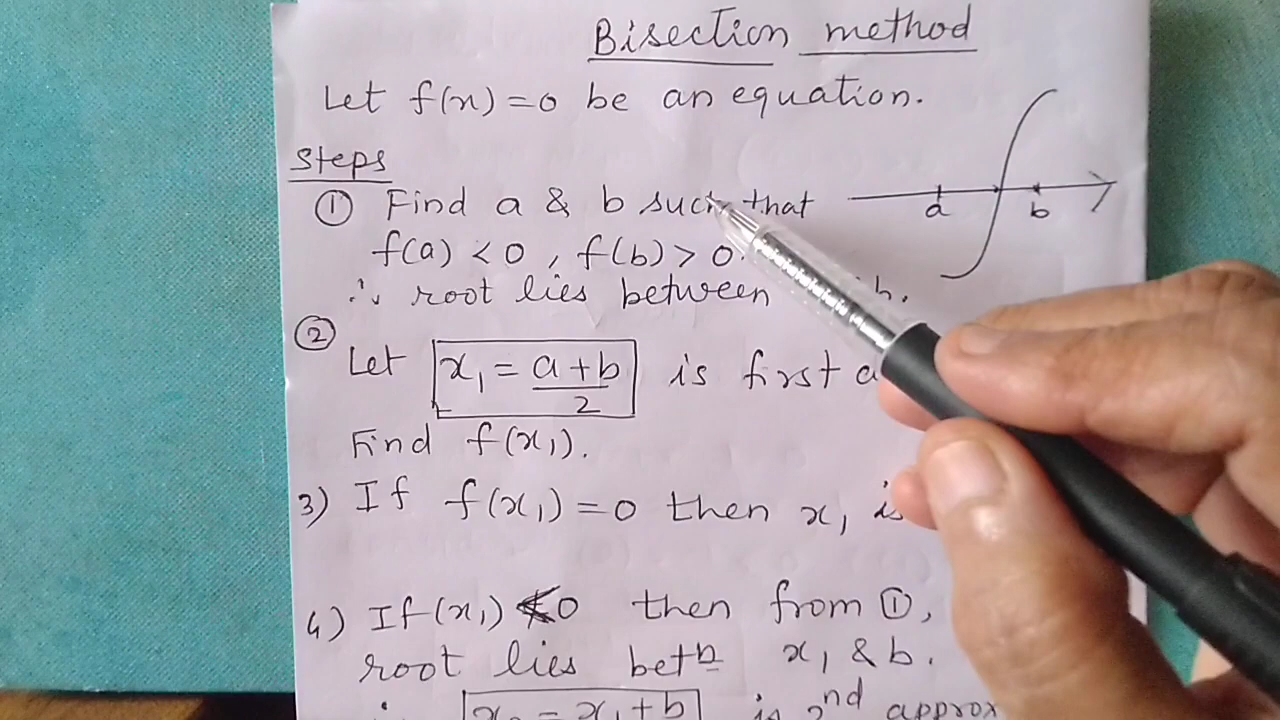 Bisection method
Let f(x)=0 be an equation.
Steps
① Find a & b such that
f(a) < 0 , f(b) > 0.
∴ root lies between b.
a b
②
Let x₁ = a+b/2 is first
Find f(x₁).
3) If f(x₁) = 0 then x₁ is
4) If f(x₁) < 0 then from ①,
root lies betn x₁ & b.
x₁+b is 2nd approx